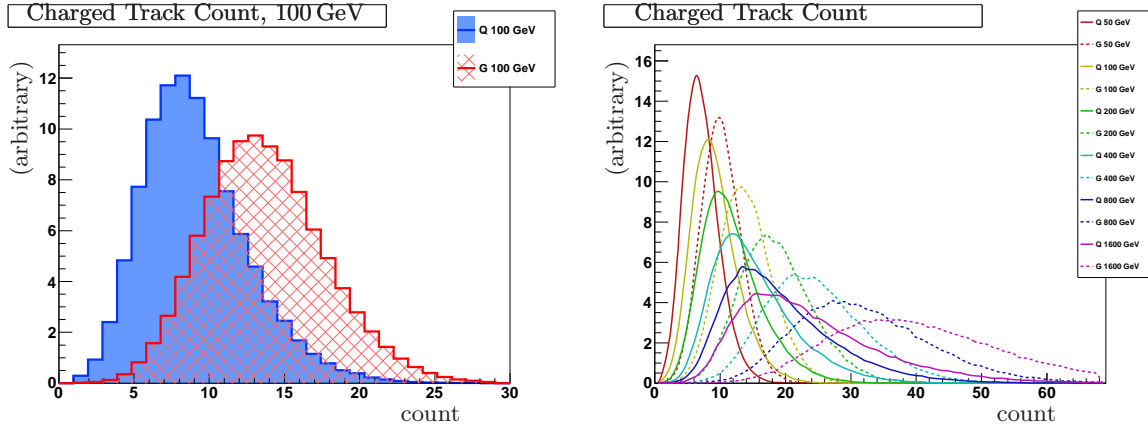 Charged Track Count, 100 GeV
Q 100 GeV
G 100 GeV
(arbitrary)
12
10
8
6
4
2
0
0 5 10 15 20 25 30
count
Charged Track Count
Q 50 GeV
G 50 GeV
Q 100 GeV
G 100 GeV
Q 200 GeV
G 200 GeV
Q 400 GeV
G 400 GeV
Q 800 GeV
G 800 GeV
Q 1600 GeV
G 1600 GeV
(arbitrary)
16
14
12
10
8
6
4
2
0
0 10 20 30 40 50 60
count